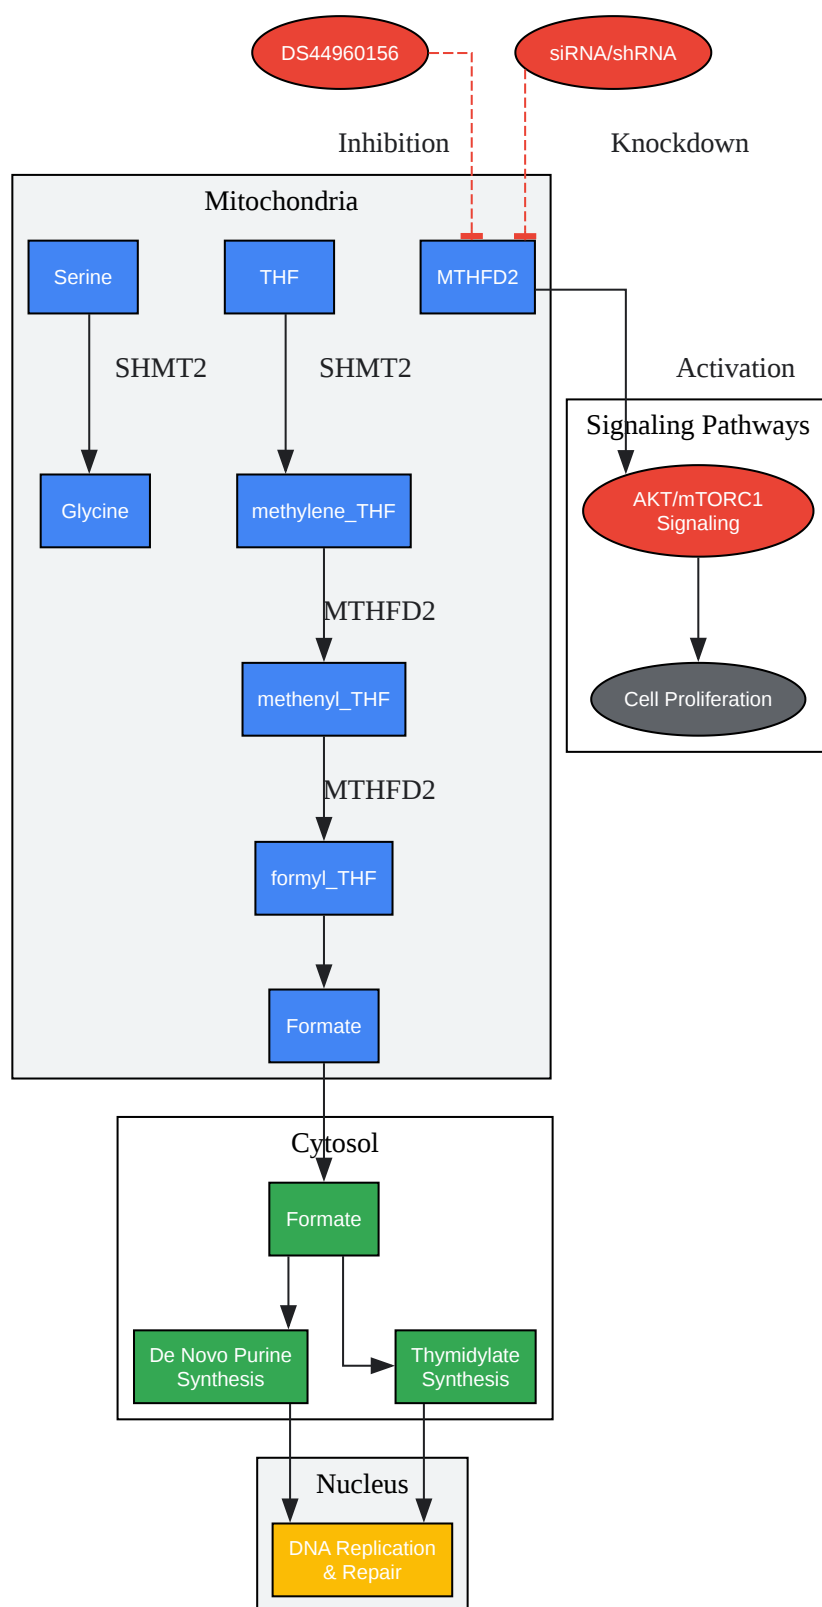 DS44960156
siRNA/shRNA
Inhibition
Knockdown
Mitochondria
Serine
THF
MTHFD2
SHMT2
SHMT2
Activation
Signaling Pathways
Glycine
methylene_THF
AKT/mTORC1
Signaling
MTHFD2
methenyl_THF
Cell Proliferation
MTHFD2
formyl_THF
Formate
Cytosol
Formate
De Novo Purine
Synthesis
Thymidylate
Synthesis
Nucleus
DNA Replication
& Repair